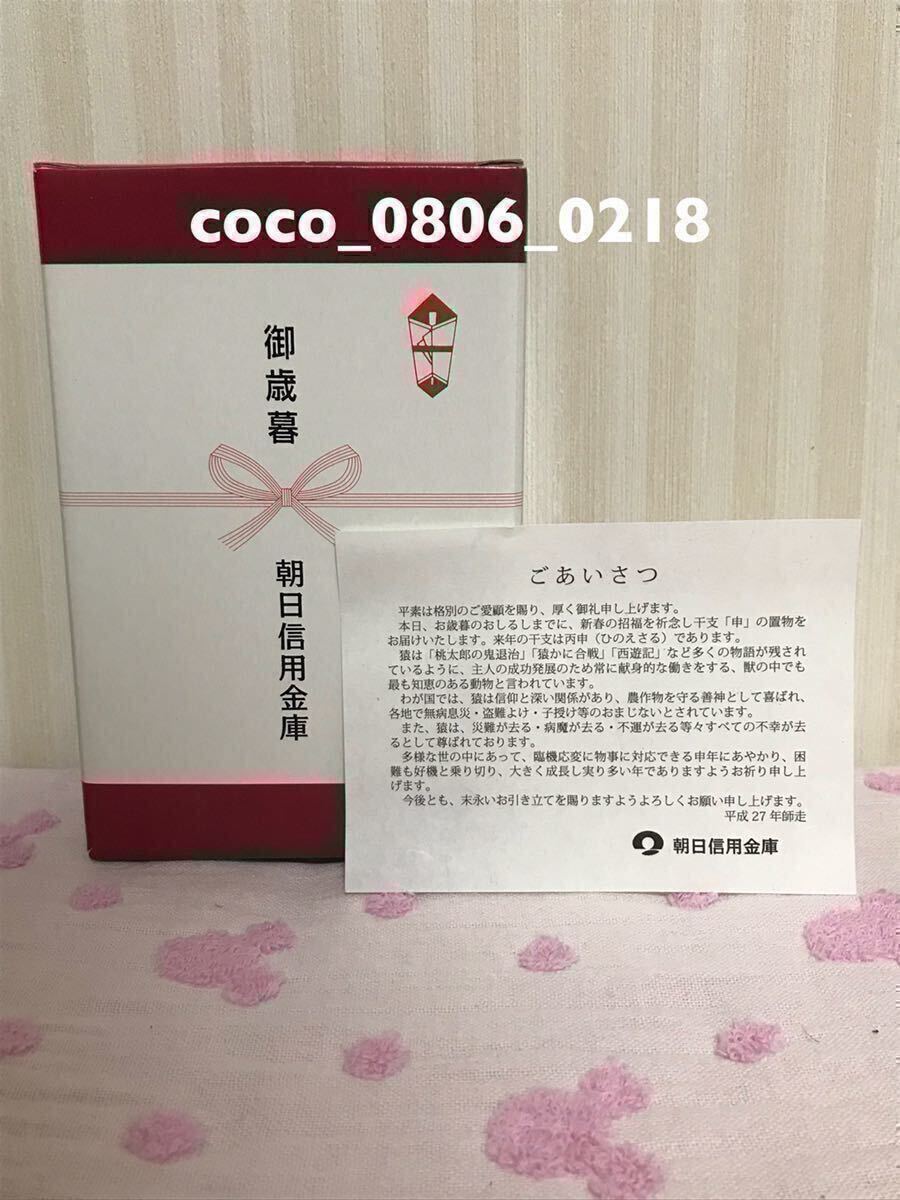 coco_0806_0218
御歳暮
朝日信用金庫
ごあいさつ
平素は格別のご愛顧を賜り、厚く御礼申し上げます。
本日、お歳暮のおしるしまでに、新春の招福を祈念し干支「申」の置物を
お届けいたします。来年の干支は丙申（ひのえさる）であります。
猿は「桃太郎の鬼退治」「猿かに合戦」「西遊記」など多くの物語が残され
ているように、主人の成功発展のため常に献身的な働きをする、獣の中でも
最も知恵のある動物と言われています。
わが国では、猿は信仰と深い関係があり、農作物を守る善神として喜ばれ、
各地で無病息災・盗難よけ・子授け等のおまじないとされています。
また、猿は、災難が去る・病魔が去る・不運が去る等々すべての不幸が去
るとして尊ばれております。
多様な世の中にあって、臨機応変に物事に対応できる申年にあやかり、困
難も好機と乗り切り、大きく成長し実り多い年でありますようお祈り申し上
げます。
今後とも、末永いお引き立てを賜りますようよろしくお願い申し上げます。
平成 27 年師走
朝日信用金庫